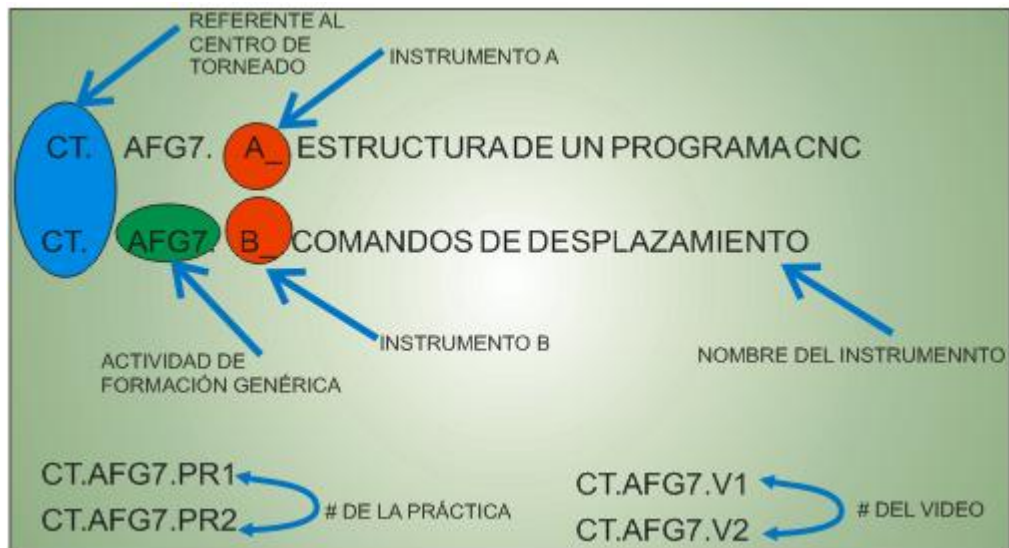 REFERENTE AL
CENTRO DE
TORNEADO
INSTRUMENTO A
CT. AFG7. A_ ESTRUCTURA DE UN PROGRAMA CNC
CT. AFG7. B_ COMANDOS DE DESPLAZAMIENTO
ACTIVIDAD DE
FORMACIÓN GENÉRICA
INSTRUMENTO B
NOMBRE DEL INSTRUMENNTO
CT.AFG7.PR1
CT.AFG7.PR2
# DE LA PRÁCTICA
CT.AFG7.V1
CT.AFG7.V2
# DEL VIDEO